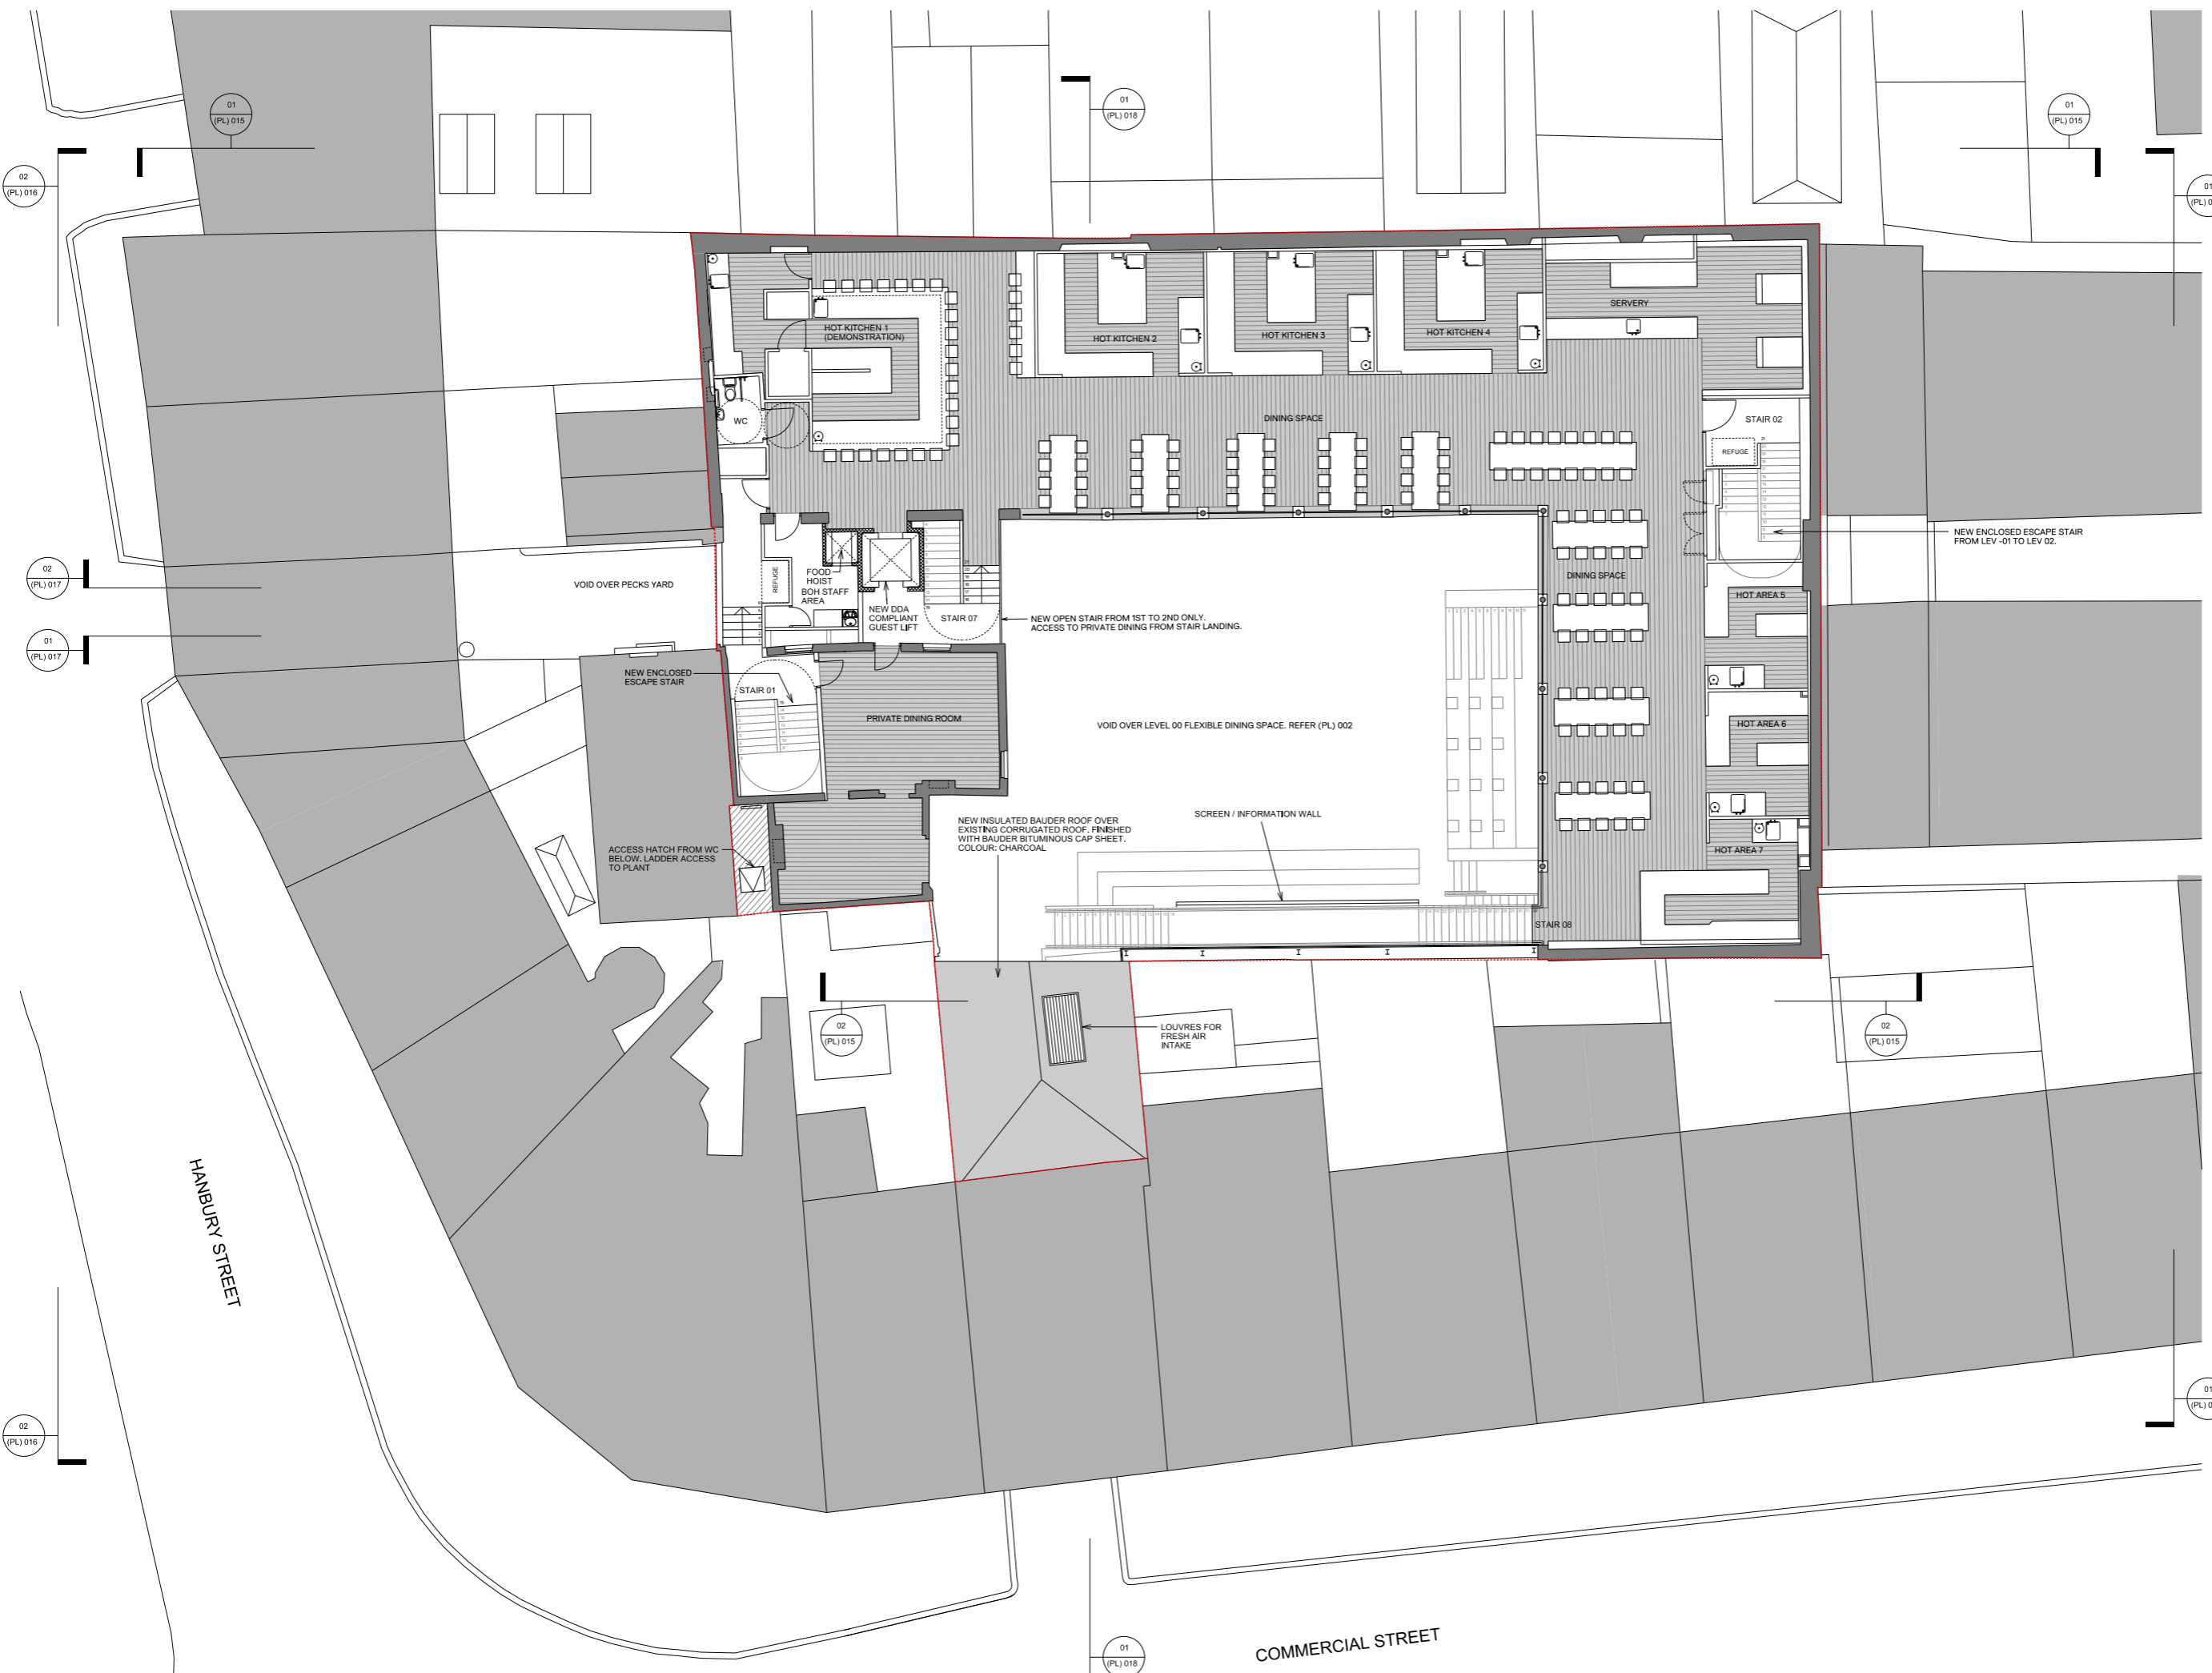 01
(PL) 015
01
(PL) 018
01
(PL) 015
02
(PL) 016
01
(PL) 0
HOT KITCHEN 1
(DEMONSTRATION)
HOT KITCHEN 2
HOT KITCHEN 3
HOT KITCHEN 4
SERVERY
WC
DINING SPACE
STAIR 02
REFUGE
NEW ENCLOSED ESCAPE STAIR
FROM LEV -01 TO LEV 02.
02
(PL) 017
VOID OVER PECKS YARD
REFUGE
FOOD
HOIST
BOH STAFF
AREA
NEW DDA
COMPLIANT
GUEST LIFT
STAIR 07
NEW OPEN STAIR FROM 1ST TO 2ND ONLY.
ACCESS TO PRIVATE DINING FROM STAIR LANDING.
DINING SPACE
HOT AREA 5
01
(PL) 017
NEW ENCLOSED
ESCAPE STAIR
STAIR 01
PRIVATE DINING ROOM
VOID OVER LEVEL 00 FLEXIBLE DINING SPACE. REFER (PL) 002
HOT AREA 6
NEW INSULATED BAUDER ROOF OVER
EXISTING CORRUGATED ROOF. FINISHED
WITH BAUDER BITUMINOUS CAP SHEET.
COLOUR: CHARCOAL
SCREEN / INFORMATION WALL
ACCESS HATCH FROM WC
BELOW. LADDER ACCESS
TO PLANT
HOT AREA 7
STAIR 08
02
(PL) 015
LOUVRES FOR
FRESH AIR
INTAKE
02
(PL) 015
HANBURY STREET
02
(PL) 016
01
(PL) 0
COMMERCIAL STREET
01
(PL) 018